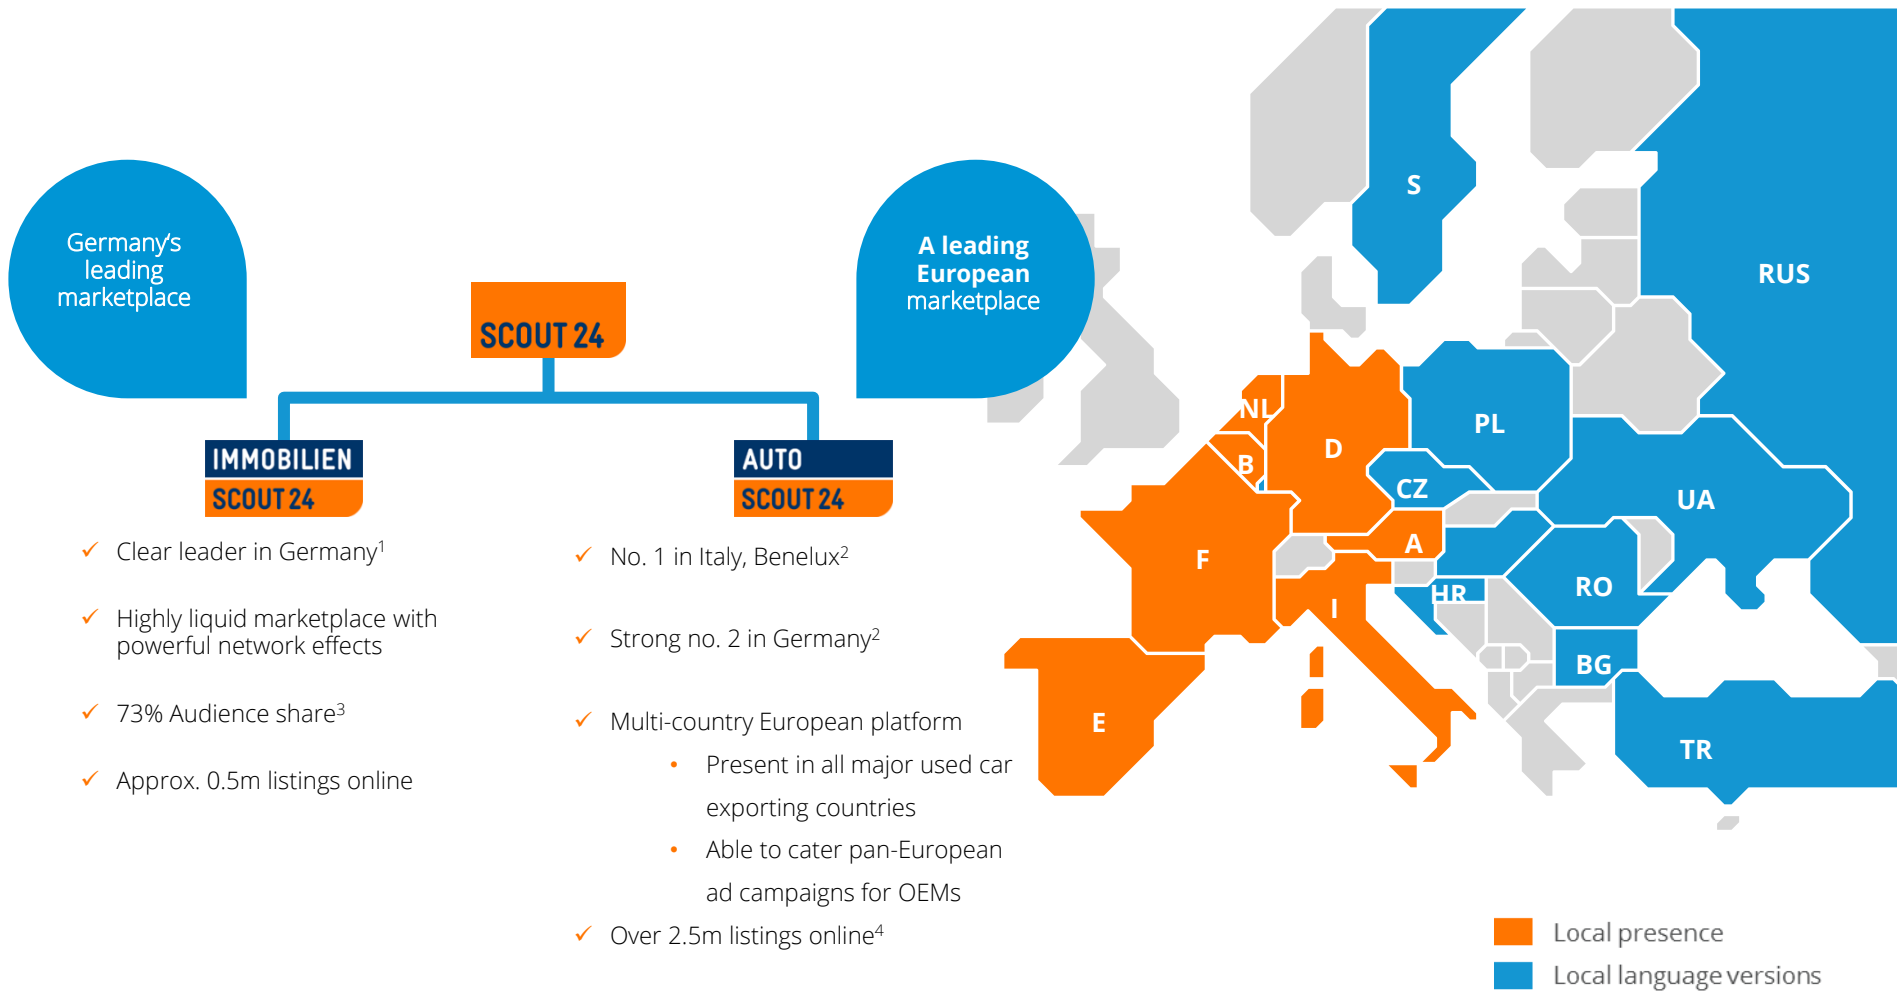 Germany‘s
leading
marketplace
SCOUT 24
A leading
European
marketplace
IMMOBILIEN
SCOUT 24
✓ Clear leader in Germany1
✓ Highly liquid marketplace with
powerful network effects
✓ 73% Audience share3
✓ Approx. 0.5m listings online
AUTO
SCOUT 24
✓ No. 1 in Italy, Benelux2
✓ Strong no. 2 in Germany2
✓ Multi-country European platform
• Present in all major used car
exporting countries
• Able to cater pan-European
ad campaigns for OEMs
✓ Over 2.5m listings online4
S
RUS
NL
D
PL
B
CZ
UA
F
A
HR
RO
I
BG
E
TR
Local presence
Local language versions